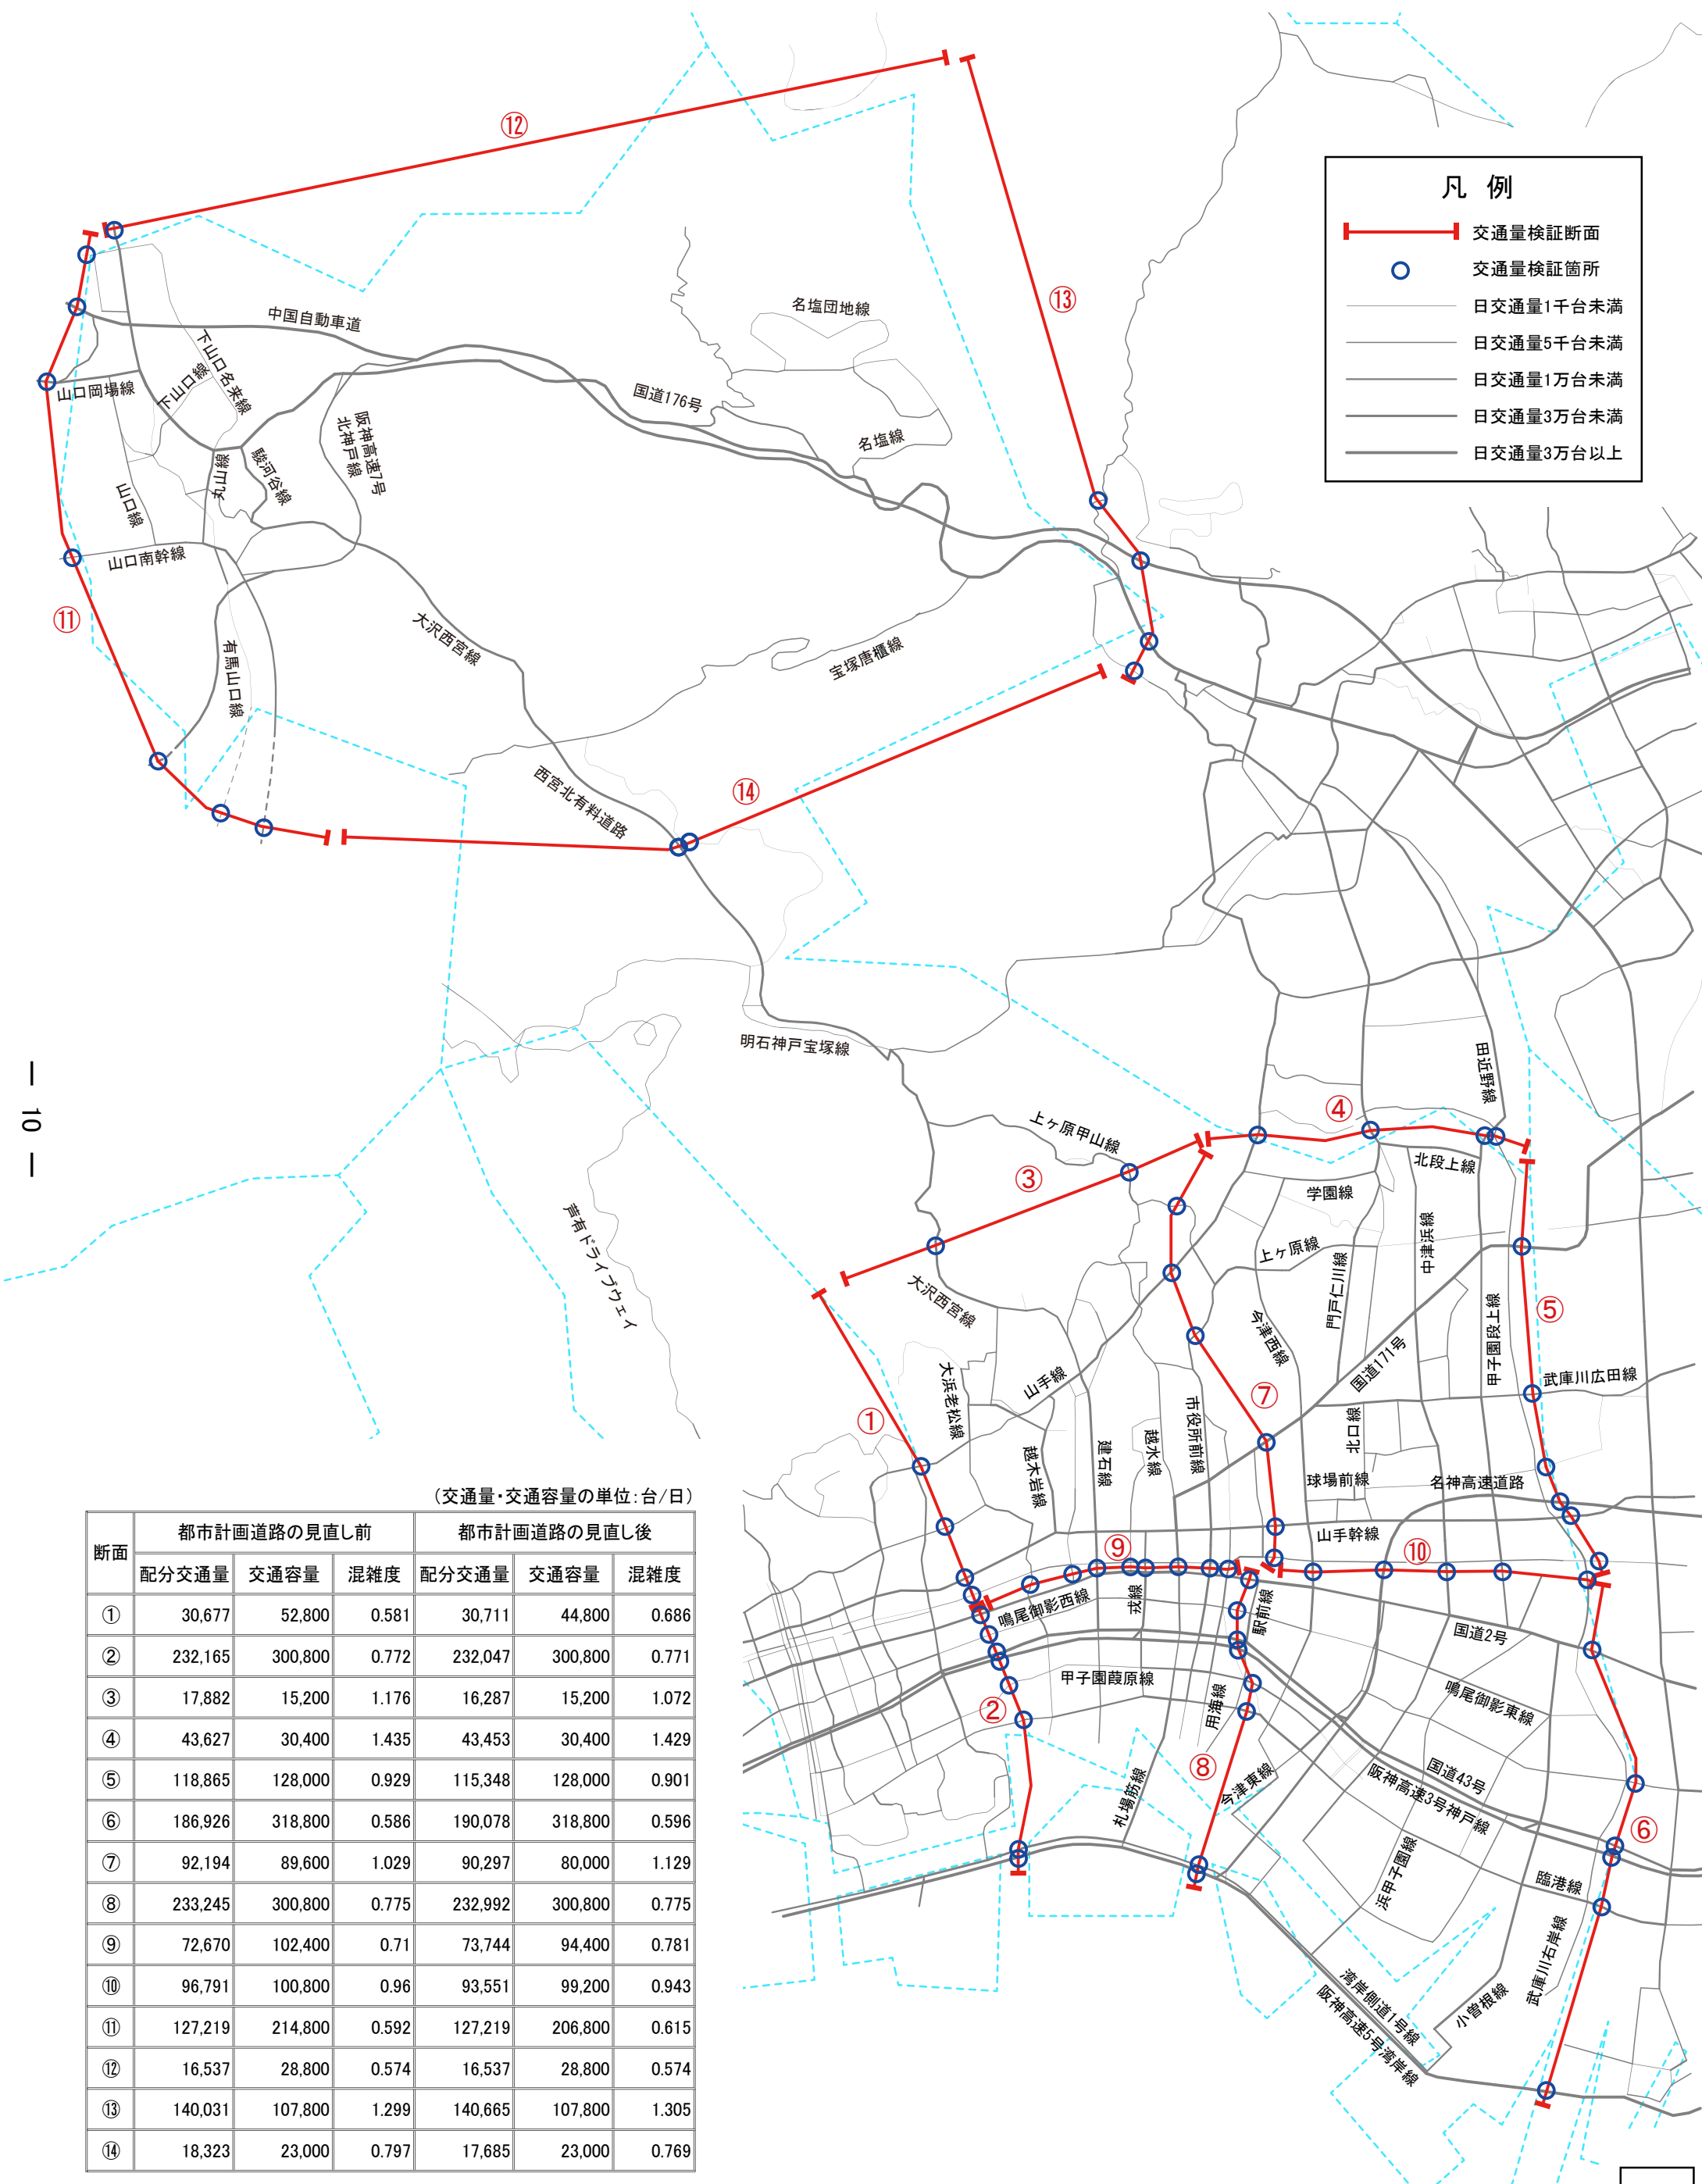 ⑫
⑬
凡 例
交通量検証断面
交通量検証箇所
日交通量1千台未満
日交通量5千台未満
日交通量1万台未満
日交通量3万台未満
日交通量3万台以上
中国自動車道
名塩団地線
下山口名来線
下山口線
山口岡場線
国道176号
阪神高速7号
北神戸線
名塩線
駿河谷線
丸山線
山口線
山口南幹線
⑪
大沢西宮線
有馬山口線
宝塚唐櫃線
西宮北有料道路
⑭
明石神戸宝塚線
田近野線
― 10 ―
④
上ヶ原甲山線
③
北段上線
学園線
芦有ドライブウェイ
中津浜線
上ヶ原線
門戸仁川線
大沢西宮線
甲子園段上線
⑤
今津西線
国道171号
山手線
大浜老松線
武庫川広田線
⑦
①
市役所前線
北口線
越水線
建石線
越木岩線
球場前線
名神高速道路
山手幹線
⑨
⑩
戎線
鳴尾御影西線
駅前線
国道2号
甲子園葭原線
鳴尾御影東線
用海線
②
⑧
国道43号
今津東線
阪神高速3号神戸線
札場筋線
⑥
浜甲子園線
臨港線
武庫川右岸線
湾岸側道1号線
小曽根線
阪神高速5号湾岸線
（交通量・交通容量の単位：台/日）
断面 都市計画道路の見直し前 都市計画道路の見直し後
配分交通量 交通容量 混雑度 配分交通量 交通容量 混雑度
① 30,677 52,800 0.581 30,711 44,800 0.686
② 232,165 300,800 0.772 232,047 300,800 0.771
③ 17,882 15,200 1.176 16,287 15,200 1.072
④ 43,627 30,400 1.435 43,453 30,400 1.429
⑤ 118,865 128,000 0.929 115,348 128,000 0.901
⑥ 186,926 318,800 0.586 190,078 318,800 0.596
⑦ 92,194 89,600 1.029 90,297 80,000 1.129
⑧ 233,245 300,800 0.775 232,992 300,800 0.775
⑨ 72,670 102,400 0.71 73,744 94,400 0.781
⑩ 96,791 100,800 0.96 93,551 99,200 0.943
⑪ 127,219 214,800 0.592 127,219 206,800 0.615
⑫ 16,537 28,800 0.574 16,537 28,800 0.574
⑬ 140,031 107,800 1.299 140,665 107,800 1.305
⑭ 18,323 23,000 0.797 17,685 23,000 0.769